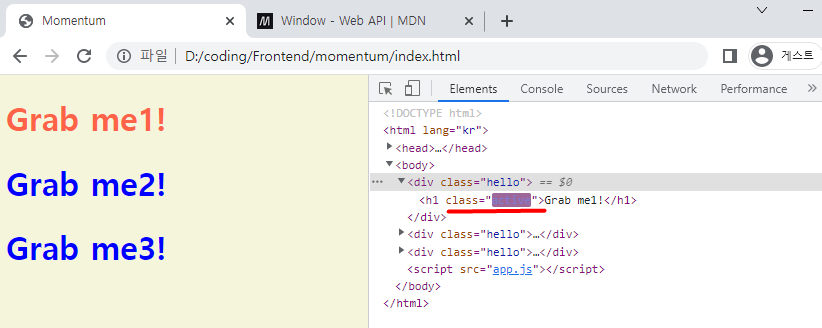 Momentum
Window - Web API | MDN
파일 D:/coding/Frontend/momentum/index.html
게스트
Grab me1!
Grab me2!
Grab me3!
Elements Console Sources Network Performance
<!DOCTYPE html>
<html lang="kr">
<head>…</head>
<body>
<div class="hello"> == $0
<h1 class="active">Grab me1!</h1>
</div>
<div class="hello">…</div>
<div class="hello">…</div>
<script src="app.js"></script>
</body>
</html>